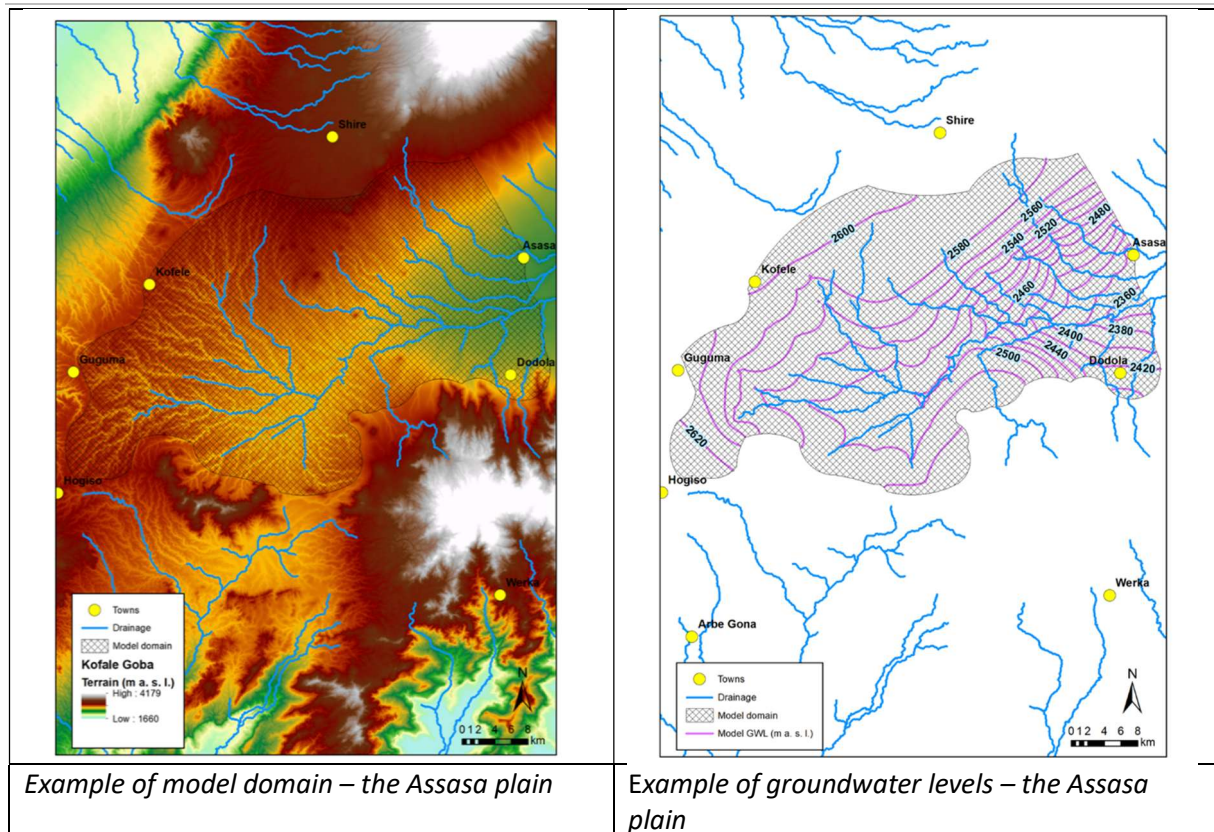 Shire
Asasa
Kofele
Guguma
Dodola
Hogiso
Werka
Towns
Drainage
Model domain
Kofale Goba
Terrain (m a. s. l.)
High : 4179
Low : 1660
N
0 1 2 4 6 8
km
Example of model domain – the Assasa plain
Shire
2600
2580
2560
2540
2520
2480
Asasa
Kofele
2460
2360
2400
2380
Guguma
2500
2440
Dodola
2420
2620
Hogiso
Werka
Arbe Gona
Towns
Drainage
Model domain
Model GWL (m a. s. l.)
N
0 1 2 4 6 8
km
Example of groundwater levels – the Assasa
plain